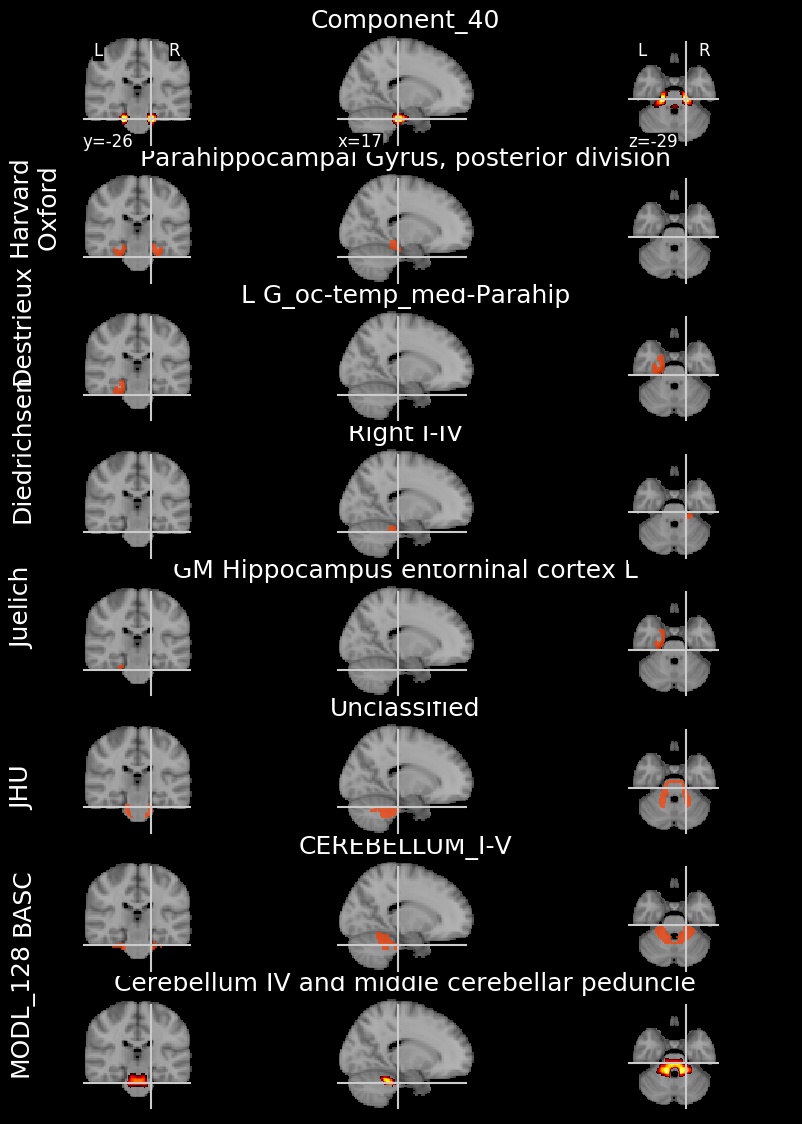 Component_40
L R L R
y=-26 x=17 z=-29
Harvard Oxford
Parahippocampal Gyrus, posterior division
Destrieux
L G_oc-temp_med-Parahip
Diedrichsen
Right I-IV
Juelich
GM Hippocampus entorhinal cortex L
JHU
Unclassified
BASC
CEREBELLUM_I-V
MODL_128
Cerebellum IV and middle cerebellar peduncle